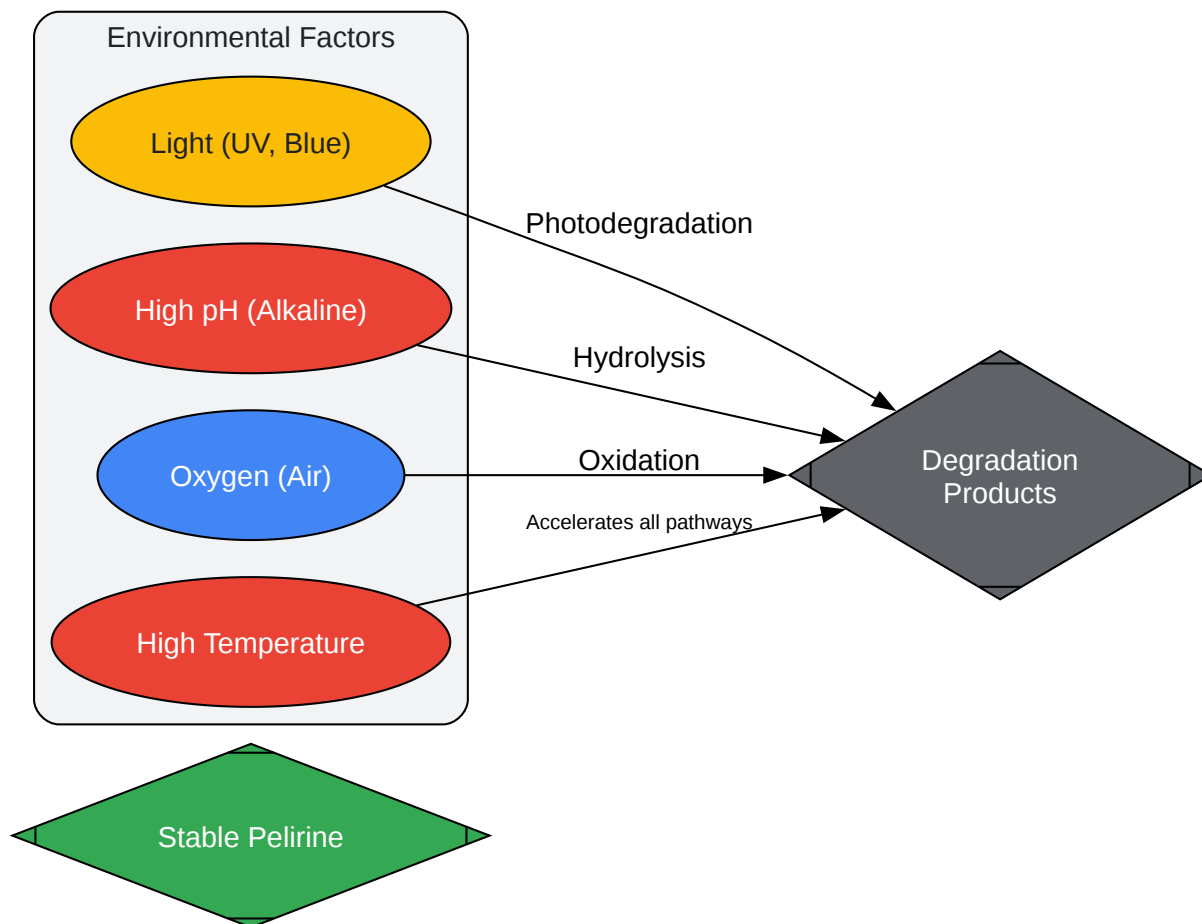 Environmental Factors
Light (UV, Blue)
Photodegradation
High pH (Alkaline)
Hydrolysis
Oxygen (Air)
Oxidation
Degradation
Products
Accelerates all pathways
High Temperature
Stable Pelirine